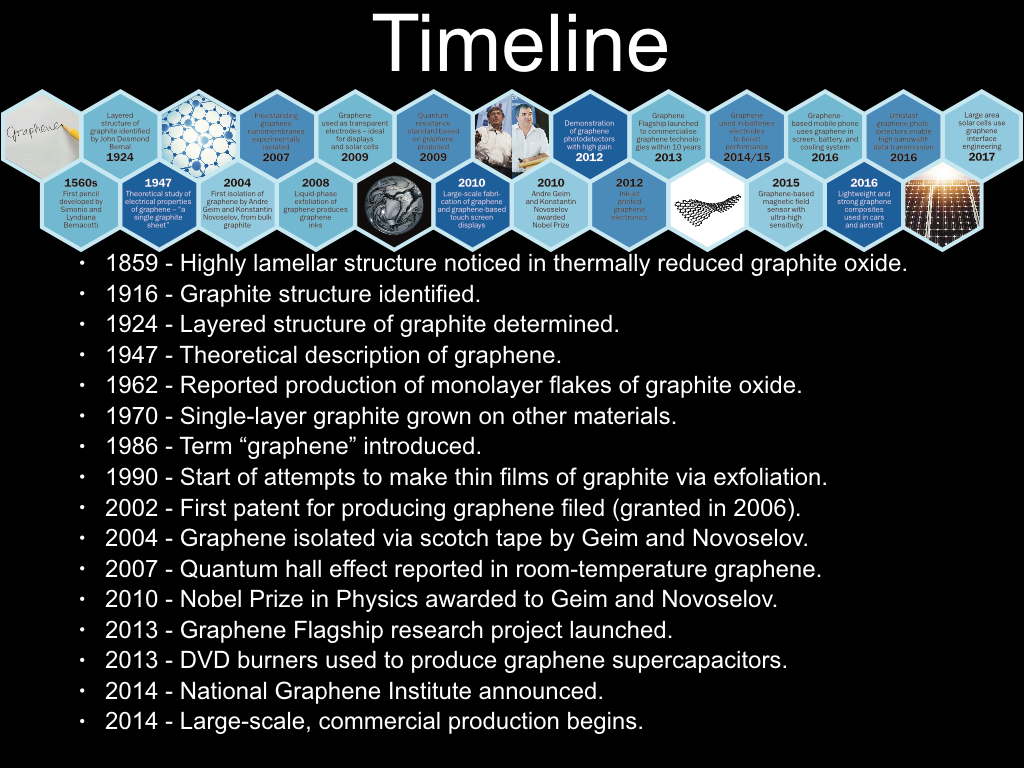 Timeline
Graphene
Layered
structure of
graphite identified
by John Desmond
Bernal
1924
Freestanding
graphene
nanomembranes
experimentally
isolated
2007
Graphene
used as transparent
electrodes – ideal
for displays
and solar cells
2009
Quantum
resistance
standard based
on graphene
proposed
2009
Demonstration
of graphene
photodetectors
with high gain
2012
Graphene
Flagship launched
to commercialise
graphene technolo-
gies within 10 years
2013
Graphene
used in batteries
electrodes
to boost
performance
2014/15
Graphene-
based mobile phone
uses graphene in
screen, battery, and
cooling system
2016
Ultrafast
graphene photo
detectors enable
high bandwidth
data transmission
2016
Large area
solar cells use
graphene
interface
engineering
2017
1560s
First pencil
developed by
Simonio and
Lyndiana
Bernacotti
1947
Theoretical study of
electrical properties
of graphene – "a
single graphite
sheet"
2004
First isolation of
graphene by Andre
Geim and Konstantin
Novoselov, from bulk
graphite
2008
Liquid-phase
exfoliation of
graphene produces
graphene
inks
2010
Large-scale fabri-
cation of graphene
and graphene-based
touch screen
displays
2010
Andre Geim
and Konstantin
Novoselov
awarded
Nobel Prize
2012
Ink-jet
printed
graphene
electronics
2015
Graphene-based
magnetic field
sensor with
ultra-high
sensitivity
2016
Lightweight and
strong graphene
composites
used in cars
and aircraft
• 1859 - Highly lamellar structure noticed in thermally reduced graphite oxide.
• 1916 - Graphite structure identified.
• 1924 - Layered structure of graphite determined.
• 1947 - Theoretical description of graphene.
• 1962 - Reported production of monolayer flakes of graphite oxide.
• 1970 - Single-layer graphite grown on other materials.
• 1986 - Term “graphene” introduced.
• 1990 - Start of attempts to make thin films of graphite via exfoliation.
• 2002 - First patent for producing graphene filed (granted in 2006).
• 2004 - Graphene isolated via scotch tape by Geim and Novoselov.
• 2007 - Quantum hall effect reported in room-temperature graphene.
• 2010 - Nobel Prize in Physics awarded to Geim and Novoselov.
• 2013 - Graphene Flagship research project launched.
• 2013 - DVD burners used to produce graphene supercapacitors.
• 2014 - National Graphene Institute announced.
• 2014 - Large-scale, commercial production begins.